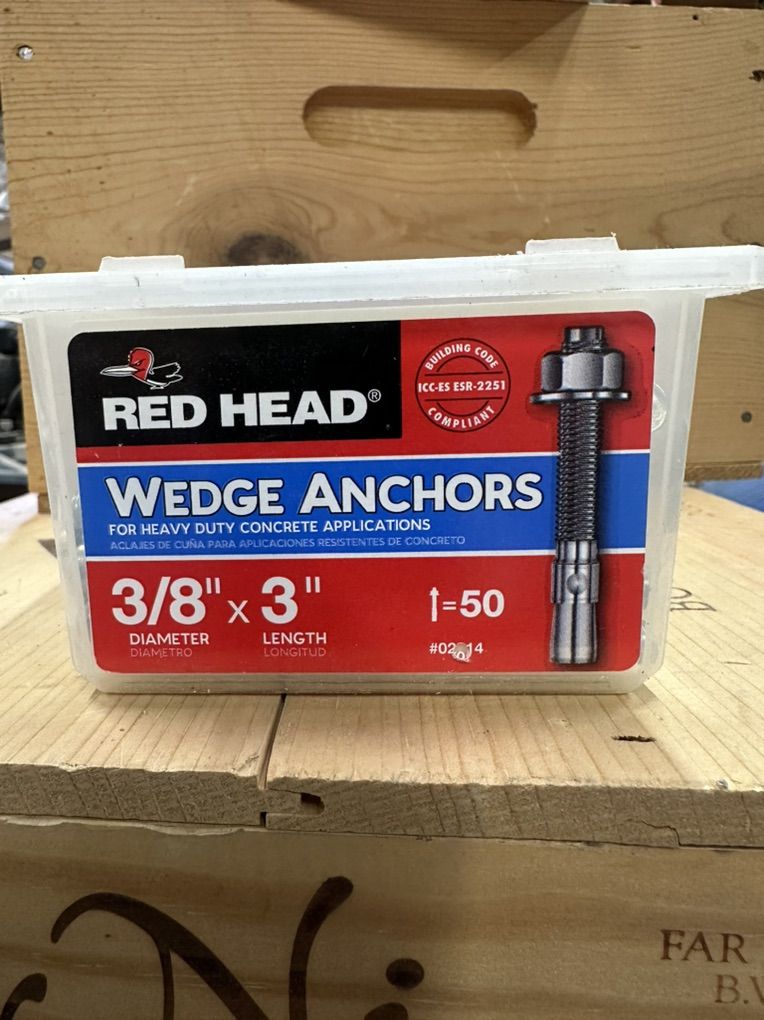 RED HEAD®
BUILDING CODE
ICC-ES ESR-2251
COMPLIANT
WEDGE ANCHORS
FOR HEAVY DUTY CONCRETE APPLICATIONS
ACLAJES DE CUÑA PARA APLICACIONES RESISTENTES DE CONCRETO
3/8" x 3"
=50
DIAMETER
LENGTH
DIAMETRO
LONGITUD
FAR